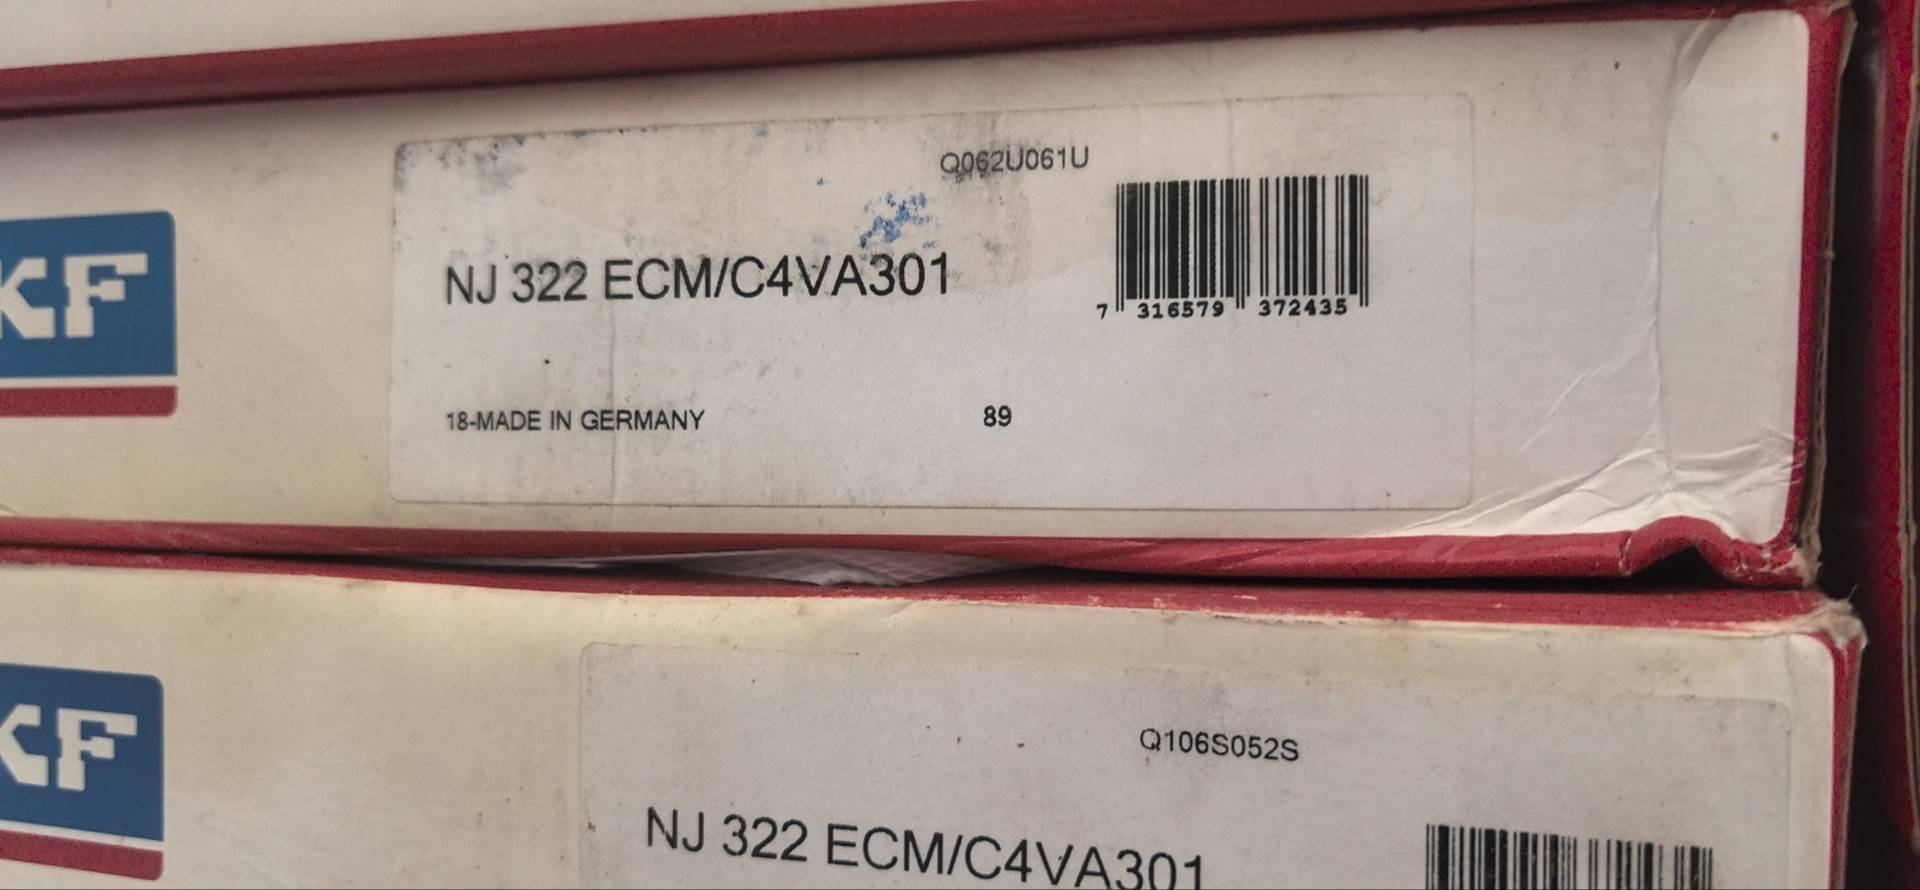 Q062U061U
KF
NJ 322 ECM/C4VA301
7 316579 372435
18-MADE IN GERMANY 89
KF
Q106S052S
NJ 322 ECM/C4VA301